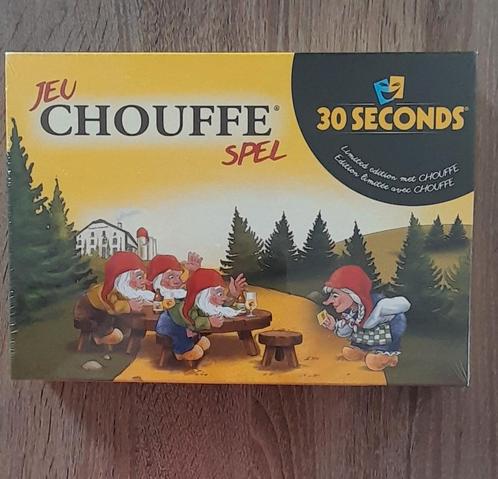 JEU
CHOUFFE®
SPEL
30 SECONDS®
Limited edition met CHOUFFE
Edition limitée avec CHOUFFE